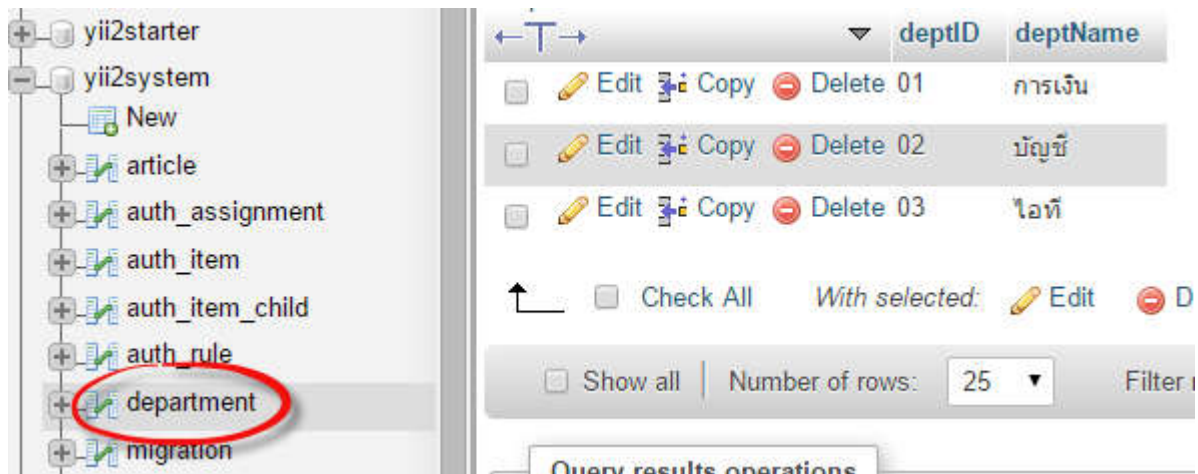 yii2starter
yii2system
New
article
auth_assignment
auth_item
auth_item_child
auth_rule
department
migration
deptID deptName
Edit Copy Delete 01 การเงิน
Edit Copy Delete 02 บัญชี
Edit Copy Delete 03 ไอที
Check All With selected: Edit D
Show all Number of rows: 25 Filter
Query results operations